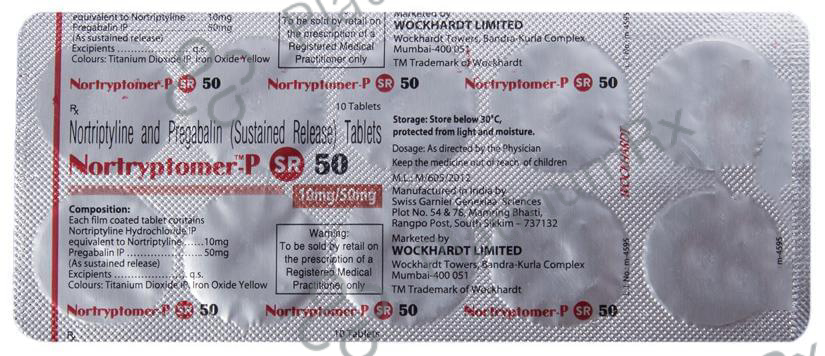 equivalent to Nortriptyline ... 10mg
Pregabalin IP ..................... 50mg
(As sustained release)
Excipients ...................... q.s.
Colours: Titanium Dioxide IP, Iron Oxide Yellow
To be sold by retail on
the prescription of a
Registered Medical
Practitioner only
Marketed by
WOCKHARDT LIMITED
Wockhardt Towers, Bandra-Kurla Complex
Mumbai-400 051
TM Trademark of Wockhardt
Nortryptomer-P SR 50
Nortryptomer-P SR 50
Nortryptomer-P SR 50
Rx
10 Tablets
Nortriptyline and Pregabalin (Sustained Release) Tablets
Nortryptomer™-P SR 50
10mg/50mg
Composition:
Each film coated tablet contains
Nortriptyline Hydrochloride IP
equivalent to Nortriptyline......10mg
Pregabalin IP ..................... 50mg
(As sustained release)
Excipients ...................... q.s.
Colours: Titanium Dioxide IP, Iron Oxide Yellow
Warning:
To be sold by retail on
the prescription of a
Registered Medical
Practitioner only
Storage: Store below 30°C,
protected from light and moisture.
Dosage: As directed by the Physician
Keep the medicine out of reach of children
M.L.: M/605/2012
Manufactured in India by
Swiss Garnier Genexiaa Sciences
Plot No. 54 & 78, Mamring Bhasti,
Rangpo Post, South Sikkim – 737132
Marketed by
WOCKHARDT LIMITED
Wockhardt Towers, Bandra-Kurla Complex
Mumbai-400 051
TM Trademark of Wockhardt
WOCKHARDT
Nortryptomer-P SR 50
Nortryptomer-P SR 50
Nortryptomer-P SR 50
Rx
10 Tablets
No.: m-4595
No.: m-4595
m-4595